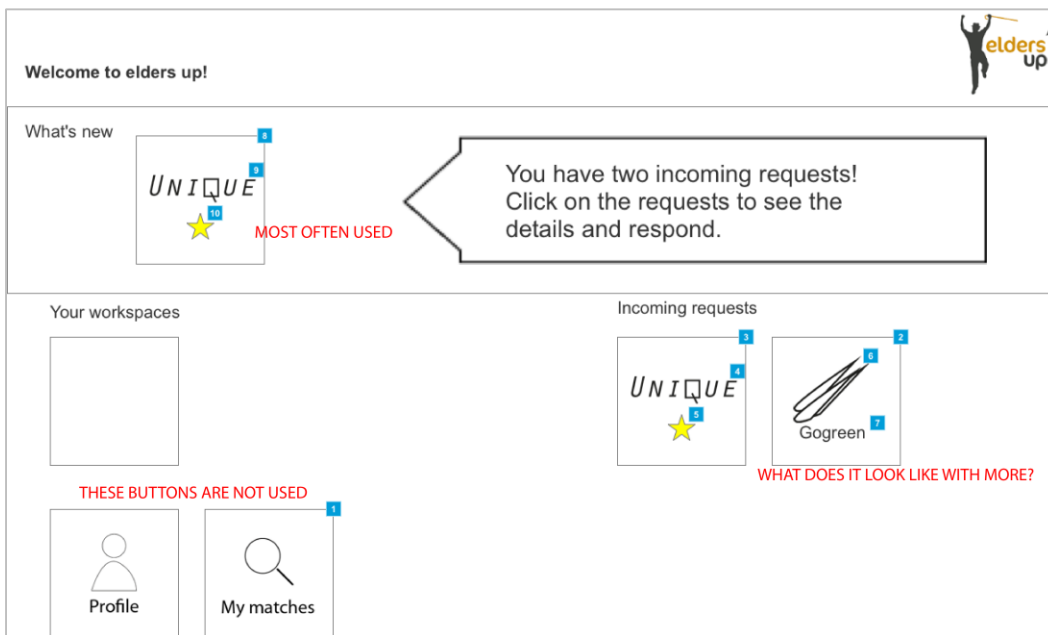 elders
up
Welcome to elders up!
What's new
8
9
UNIQUE
10
MOST OFTEN USED
You have two incoming requests!
Click on the requests to see the
details and respond.
Your workspaces
Incoming requests
3
2
4
6
UNIQUE
5
7
Gogreen
WHAT DOES IT LOOK LIKE WITH MORE?
THESE BUTTONS ARE NOT USED
1
Profile
My matches